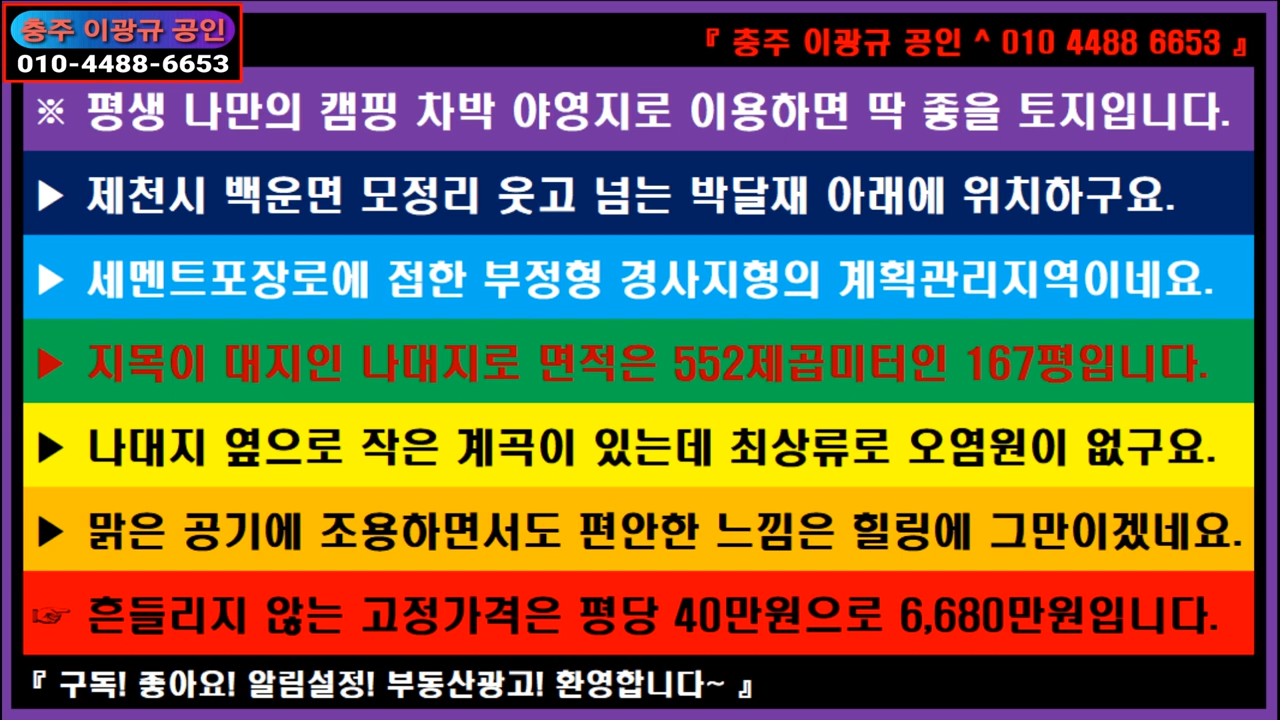 충주 이광규 공인
010-4488-6653
『 충주 이광규 공인 ^ 010 4488 6653 』
※ 평생 나만의 캠핑 차박 야영지로 이용하면 딱 좋을 토지입니다.
▶ 제천시 백운면 모정리 웃고 넘는 박달재 아래에 위치하구요.
▶ 세멘트포장로에 접한 부정형 경사지형의 계획관리지역이네요.
▶ 지목이 대지인 나대지로 면적은 552제곱미터인 167평입니다.
▶ 나대지 옆으로 작은 계곡이 있는데 최상류로 오염원이 없구요.
▶ 맑은 공기에 조용하면서도 편안한 느낌은 힐링에 그만이겠네요.
☞ 흔들리지 않는 고정가격은 평당 40만원으로 6,680만원입니다.
『 구독! 좋아요! 알림설정! 부동산광고! 환영합니다~ 』